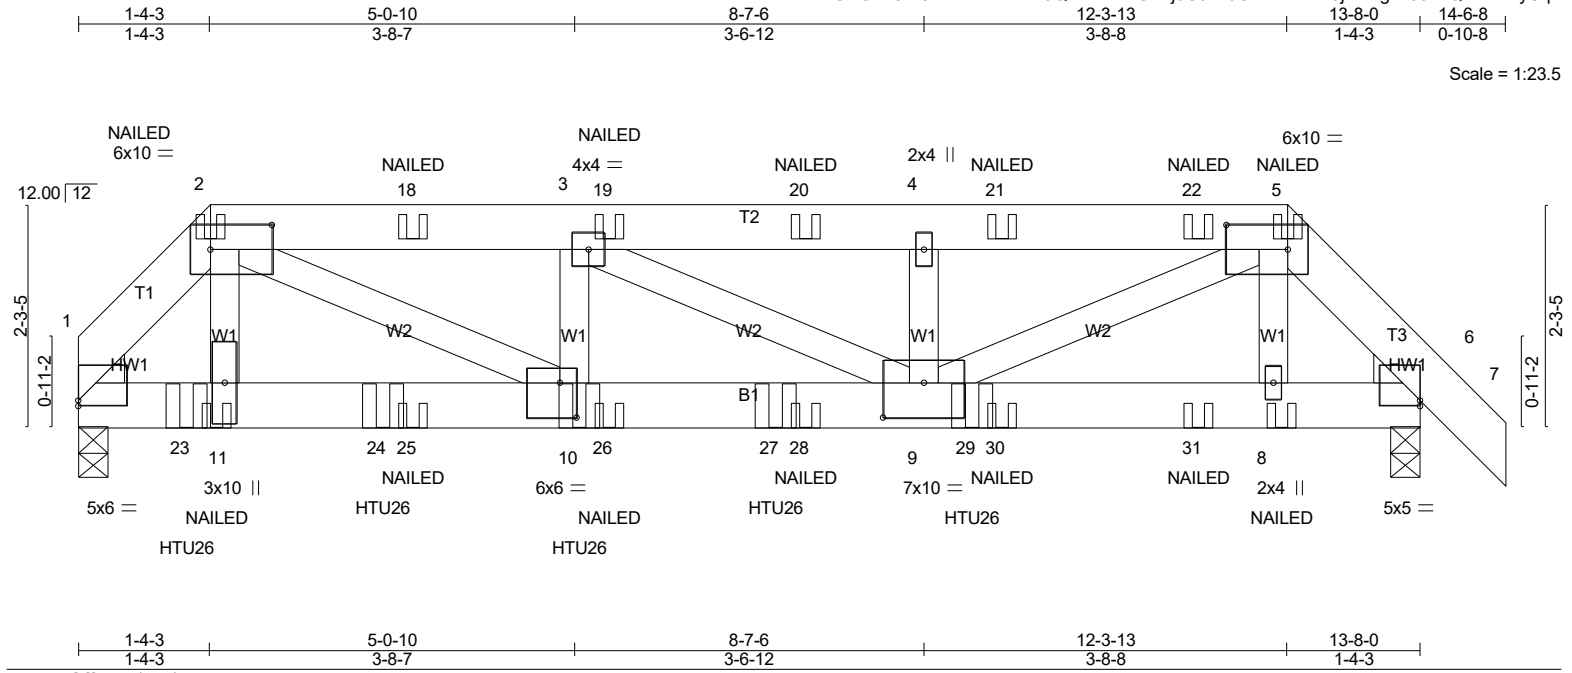 1-4-3 5-0-10 8-7-6 12-3-13 13-8-0 14-6-8
1-4-3 3-8-7 3-6-12 3-8-8 1-4-3 0-10-8
Scale = 1:23.5
NAILED NAILED 6x10 =
6x10 = 4x4 = 2x4 ||
NAILED NAILED NAILED NAILED NAILED
12.00 12 2 18 3 19 20 4 21 22 5
T2
T1
1
2-3-5 0-11-2
W1 W2 W1 W2 W1 W2 W1 T3 6
HW1 HW1
7
0-11-2 2-3-5
B1
23 11 24 25 10 26 27 28 9 29 30 31 8
NAILED NAILED NAILED NAILED
5x6 = 3x10 || HTU26 6x6 = HTU26 7x10 = 2x4 || 5x5 =
NAILED NAILED HTU26 NAILED
HTU26 HTU26
1-4-3 5-0-10 8-7-6 12-3-13 13-8-0
1-4-3 3-8-7 3-6-12 3-8-8 1-4-3